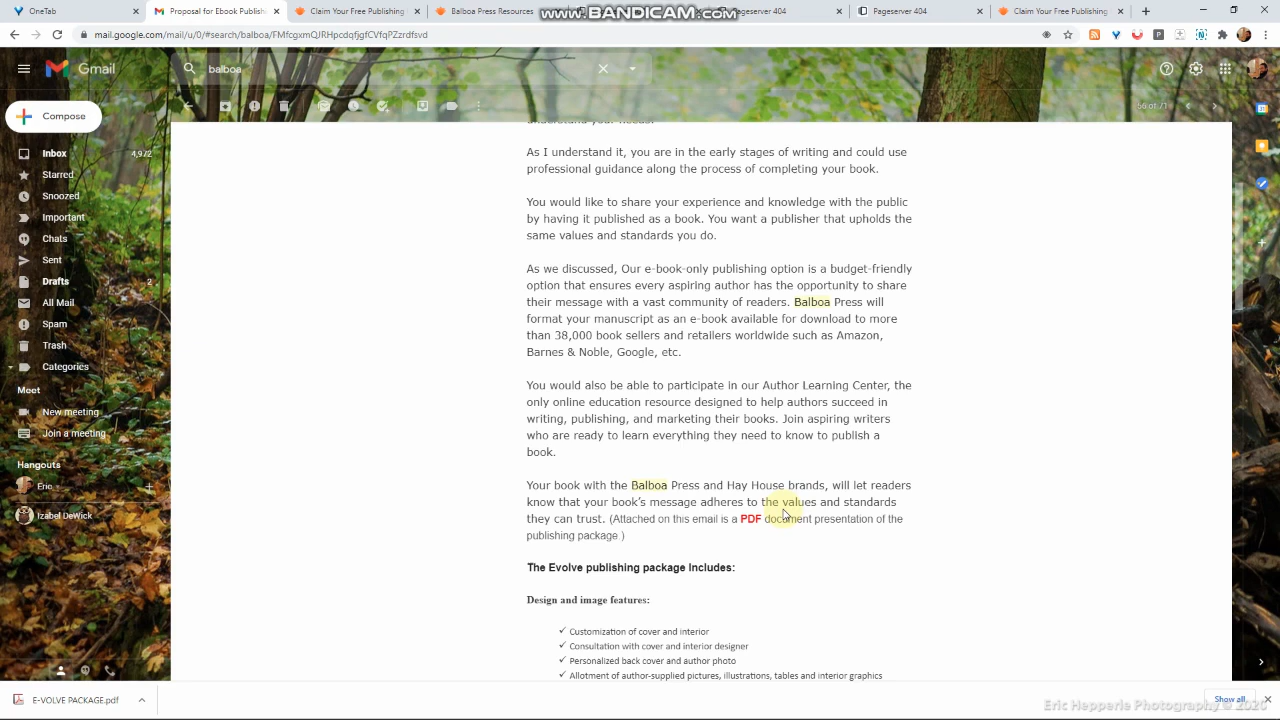 OneTab
Proposal for Ebook Publish
Claim Your Free Publishing
Balboa Press Resources
www.BANDICAM.com
Pageserver 404
Pageserver 404
Claim Your Free Publishing
mail.google.com/mail/u/0/#search/balboa/FMfcgxmQJRHpcdqfjgfCVfqPZzrdfsvd
Gmail
balboa
56 of 71
Compose
Inbox 4,972
Starred
Snoozed
Important
Chats
Sent
Drafts 2
All Mail
Spam
Trash
Categories
Meet
New meeting
Join a meeting
Hangouts
Eric
Izabel DeWick
understand your needs.
As I understand it, you are in the early stages of writing and could use
professional guidance along the process of completing your book.
You would like to share your experience and knowledge with the public
by having it published as a book. You want a publisher that upholds the
same values and standards you do.
As we discussed, Our e-book-only publishing option is a budget-friendly
option that ensures every aspiring author has the opportunity to share
their message with a vast community of readers. Balboa Press will
format your manuscript as an e-book available for download to more
than 38,000 book sellers and retailers worldwide such as Amazon,
Barnes & Noble, Google, etc.
You would also be able to participate in our Author Learning Center, the
only online education resource designed to help authors succeed in
writing, publishing, and marketing their books. Join aspiring writers
who are ready to learn everything they need to know to publish a
book.
Your book with the Balboa Press and Hay House brands, will let readers
know that your book's message adheres to the values and standards
they can trust. (Attached on this email is a PDF document presentation of the
publishing package.)
The Evolve publishing package Includes:
Design and image features:
✓ Customization of cover and interior
✓ Consultation with cover and interior designer
✓ Personalized back cover and author photo
✓ Allotment of author-supplied pictures, illustrations, tables and interior graphics
E-VOLVE PACKAGE.pdf
Show all
Eric Hepperle Photography © 2020